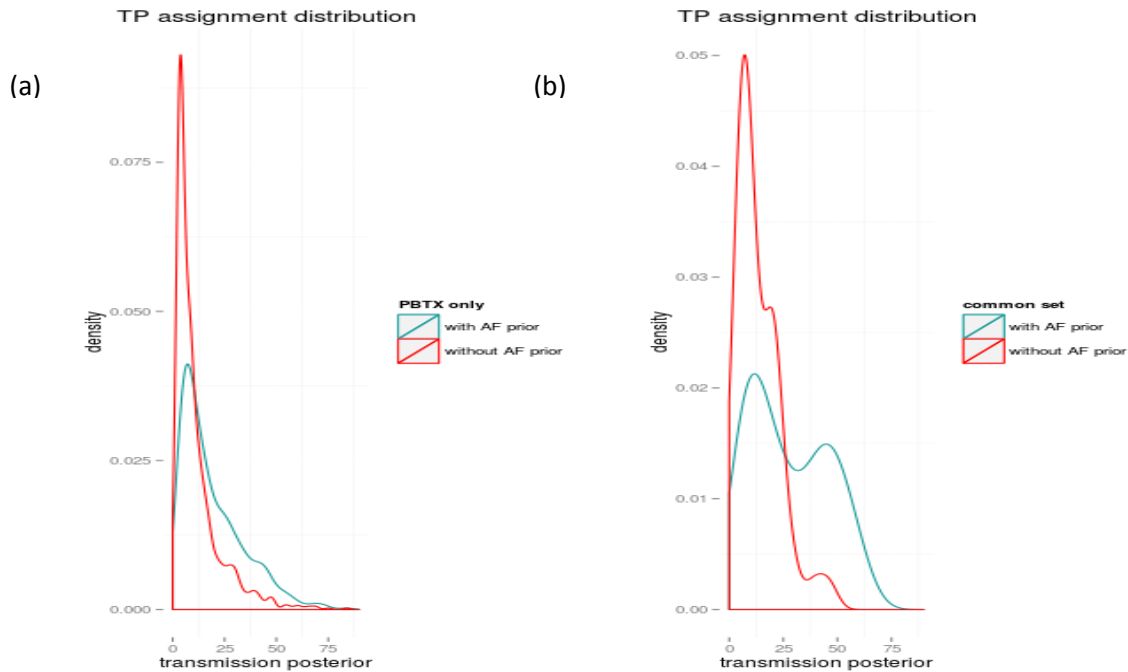 TP assignment distribution
(a)
0.075
0.050
0.025
0.000
density
0
25
50
75
transmission posterior
PBTX only
with AF prior
without AF prior
TP assignment distribution
(b)
0.05
0.04
0.03
0.02
0.01
0.00
density
0
25
50
75
transmission posterior
common set
with AF prior
without AF prior